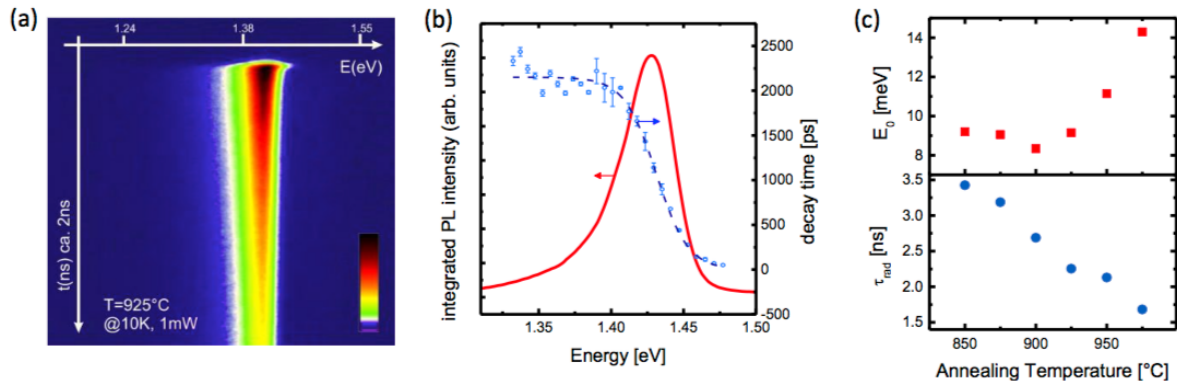 (a)
1.24 1.38 1.55
E(eV)
t(ns) ca. 2ns
T=925°C
@10K, 1mW
(b)
integrated PL intensity (arb. units)
2500
2000
1500
1000
500
0
-500
decay time [ps]
1.35 1.40 1.45 1.50
Energy [eV]
(c)
14
12
10
8
E0 [meV]
3.5
3.0
2.5
2.0
1.5
τrad [ns]
850 900 950
Annealing Temperature [°C]